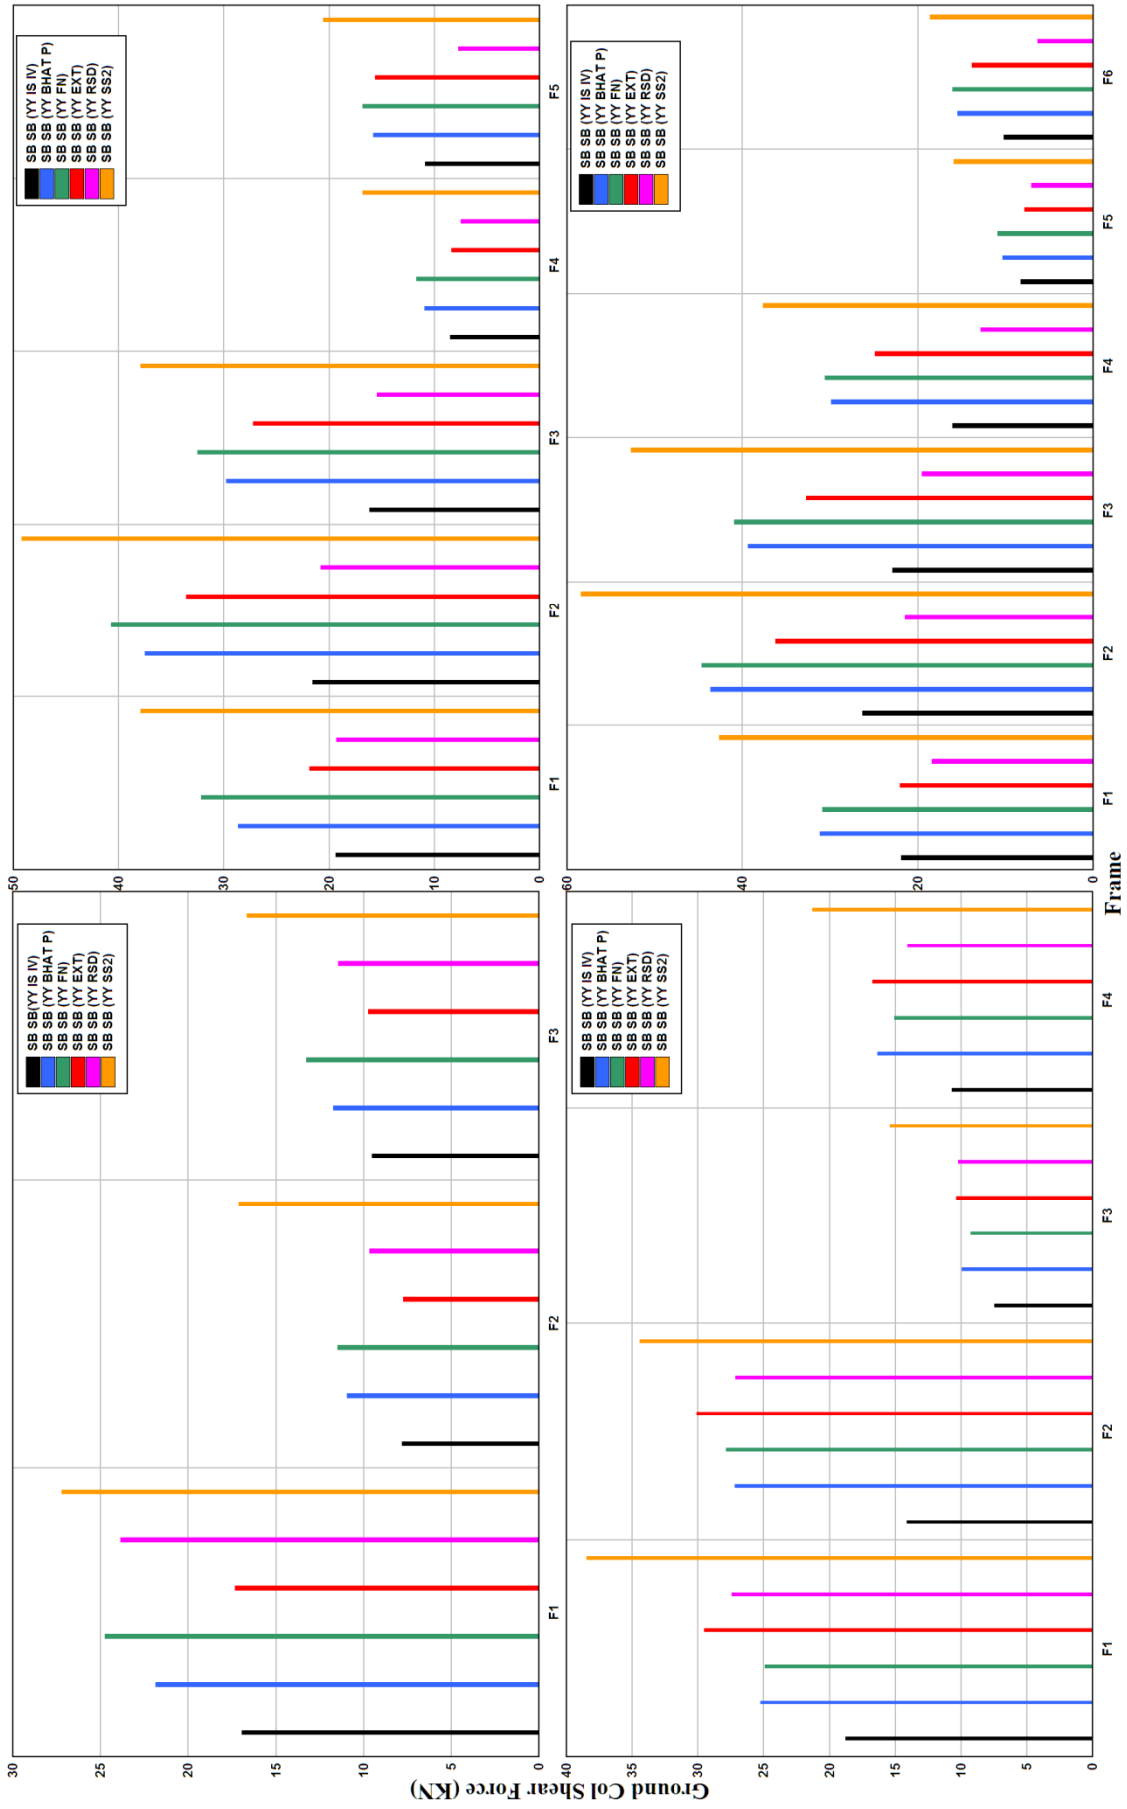 Ground Col Shear Force (KN)
30
25
20
15
10
5
0
SB SB(YY IS IV)
SB SB (YY BHAT P)
SB SB (YY FN)
SB SB (YY EXT)
SB SB (YY RSD)
SB SB (YY SS2)
F1 F2 F3
50
40
30
20
10
0
SB SB (YY IS IV)
SB SB (YY BHAT P)
SB SB (YY FN)
SB SB (YY EXT)
SB SB (YY RSD)
SB SB (YY SS2)
F1 F2 F3 F4 F5
40
35
30
25
20
15
10
5
0
SB SB (YY IS IV)
SB SB (YY BHAT P)
SB SB (YY FN)
SB SB (YY EXT)
SB SB (YY RSD)
SB SB (YY SS2)
F1 F2 F3 F4
60
40
20
0
SB SB (YY IS IV)
SB SB (YY BHAT P)
SB SB (YY FN)
SB SB (YY EXT)
SB SB (YY RSD)
SB SB (YY SS2)
F1 F2 F3 F4 F5 F6
Frame